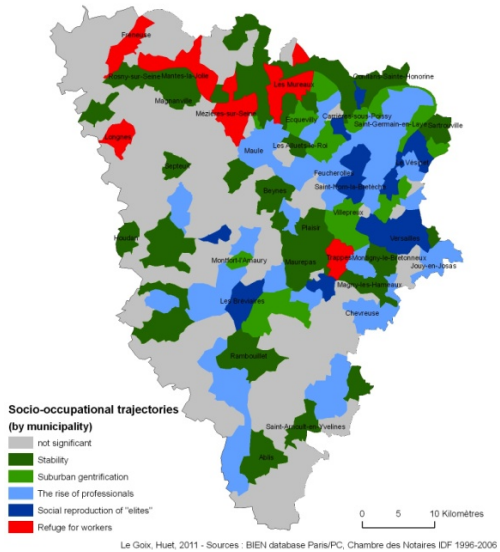 Freneuse
Rosny-sur-Seine
Mantes-la-Jolie
Les Mureaux
Conflans-Sainte-Honorine
Magnanville
Mézières-sur-Seine
Ecquevilly
Carrières-sous-Poissy
Saint-Germain-en-Laye
Sartrouville
Longnes
Maule
Les Alluets-le-Roi
Le Vésinet
Septeuil
Feucherolles
Beynes
Saint-Nom-la-Bretèche
Villepreux
Houdan
Plaisir
Versailles
Montfort-l'Amaury
Maurepas
Trappes
Montigny-le-Bretonneux
Jouy-en-Josas
Magny-les-Hameaux
Les Bréviaires
Chevreuse
Rambouillet
Saint-Arnoult-en-Yvelines
Ablis
Socio-occupational trajectories
(by municipality)
not significant
Stability
Suburban gentrification
The rise of professionals
Social reproduction of "elites"
Refuge for workers
0 5 10 Kilomètres
Le Goix, Huet, 2011 - Sources : BIEN database Paris/PC, Chambre des Notaires IDF 1996-2006